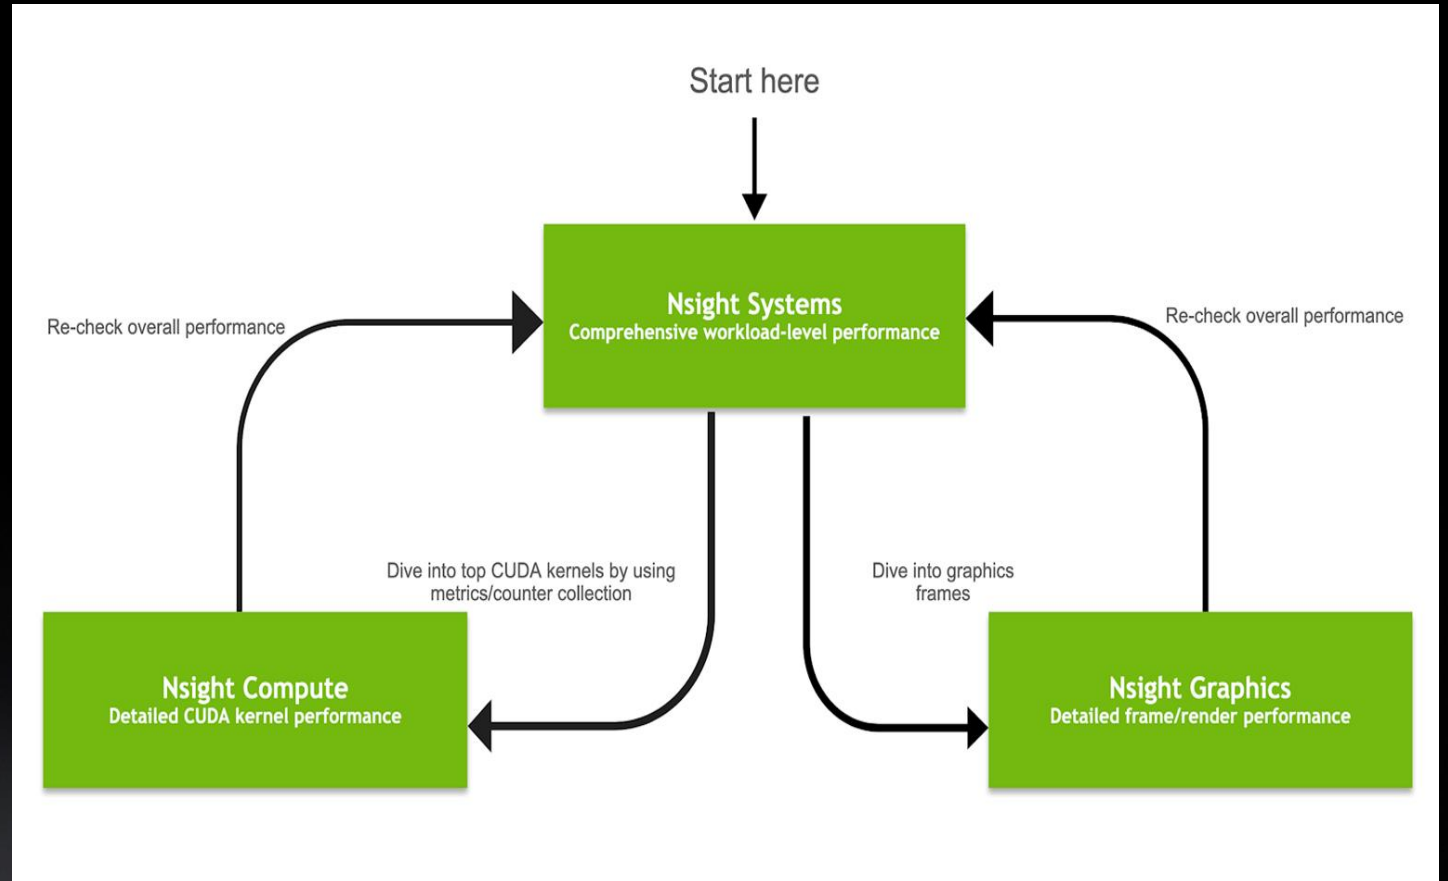 Start here
Nsight Systems
Comprehensive workload-level performance
Re-check overall performance
Re-check overall performance
Dive into top CUDA kernels by using
metrics/counter collection
Dive into graphics
frames
Nsight Compute
Detailed CUDA kernel performance
Nsight Graphics
Detailed frame/render performance